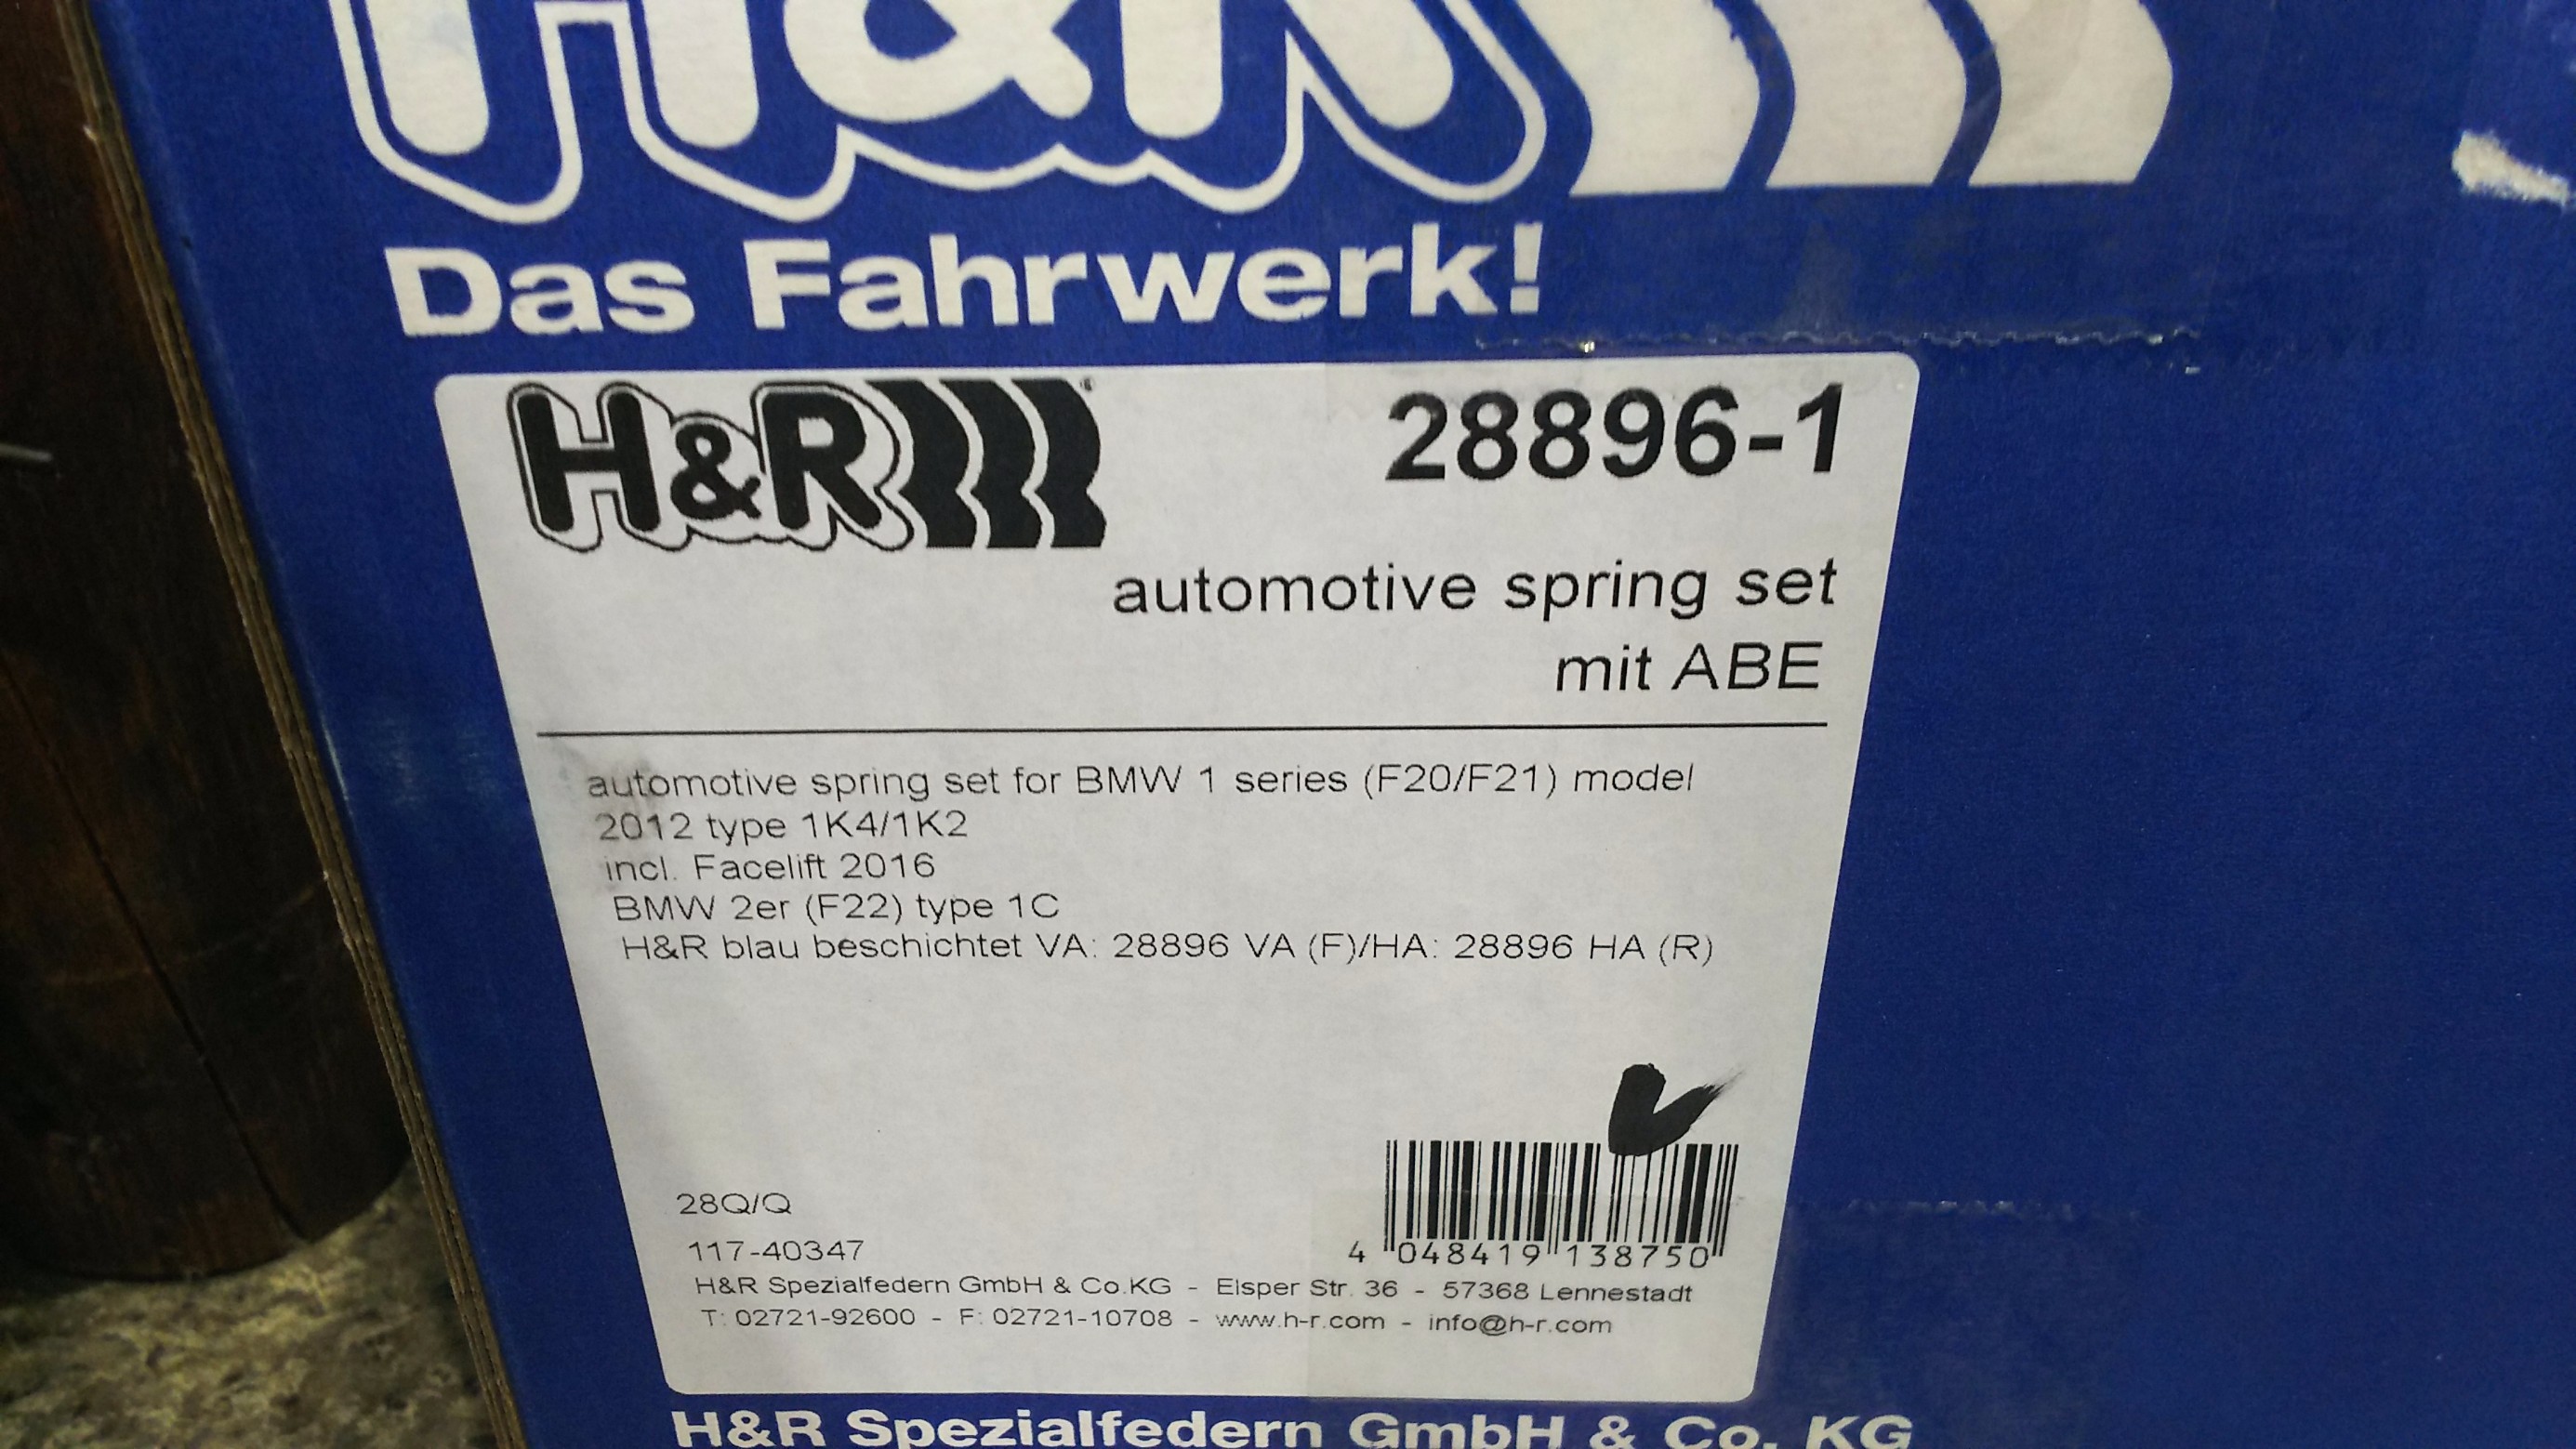 H&R
Das Fahrwerk!
H&R
28896-1
automotive spring set
mit ABE
automotive spring set for BMW 1 series (F20/F21) model
2012 type 1K4/1K2
incl. Facelift 2016
BMW 2er (F22) type 1C
H&R blau beschichtet VA: 28896 VA (F)/HA: 28896 HA (R)
28Q/Q
117-40347
4 048419 138750
H&R Spezialfedern GmbH & Co.KG - Elsper Str. 36 - 57368 Lennestadt
T: 02721-92600 - F: 02721-10708 - www.h-r.com - info@h-r.com
H&R Spezialfedern GmbH & Co. KG